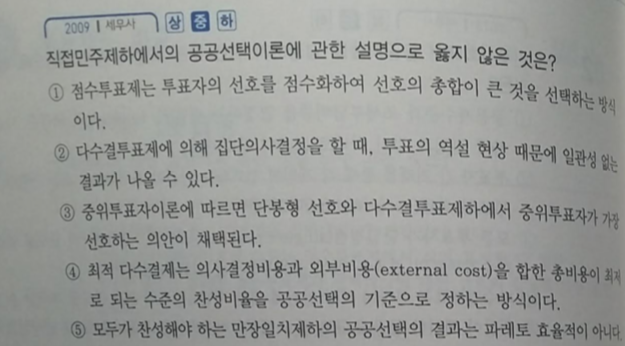 2009 | 세무사 상 중 하
직접민주제하에서의 공공선택이론에 관한 설명으로 옳지 않은 것은?
① 점수투표제는 투표자의 선호를 점수화하여 선호의 총합이 큰 것을 선택하는 방식
이다.
② 다수결투표제에 의해 집단의사결정을 할 때, 투표의 역설 현상 때문에 일관성 없는
결과가 나올 수 있다.
③ 중위투표자이론에 따르면 단봉형 선호와 다수결투표제하에서 중위투표자가 가장
선호하는 의안이 채택된다.
④ 최적 다수결제는 의사결정비용과 외부비용(external cost)을 합한 총비용이 최저
로 되는 수준의 찬성비율을 공공선택의 기준으로 정하는 방식이다.
⑤ 모두가 찬성해야 하는 만장일치제하의 공공선택의 결과는 파레토 효율적이 아니다.